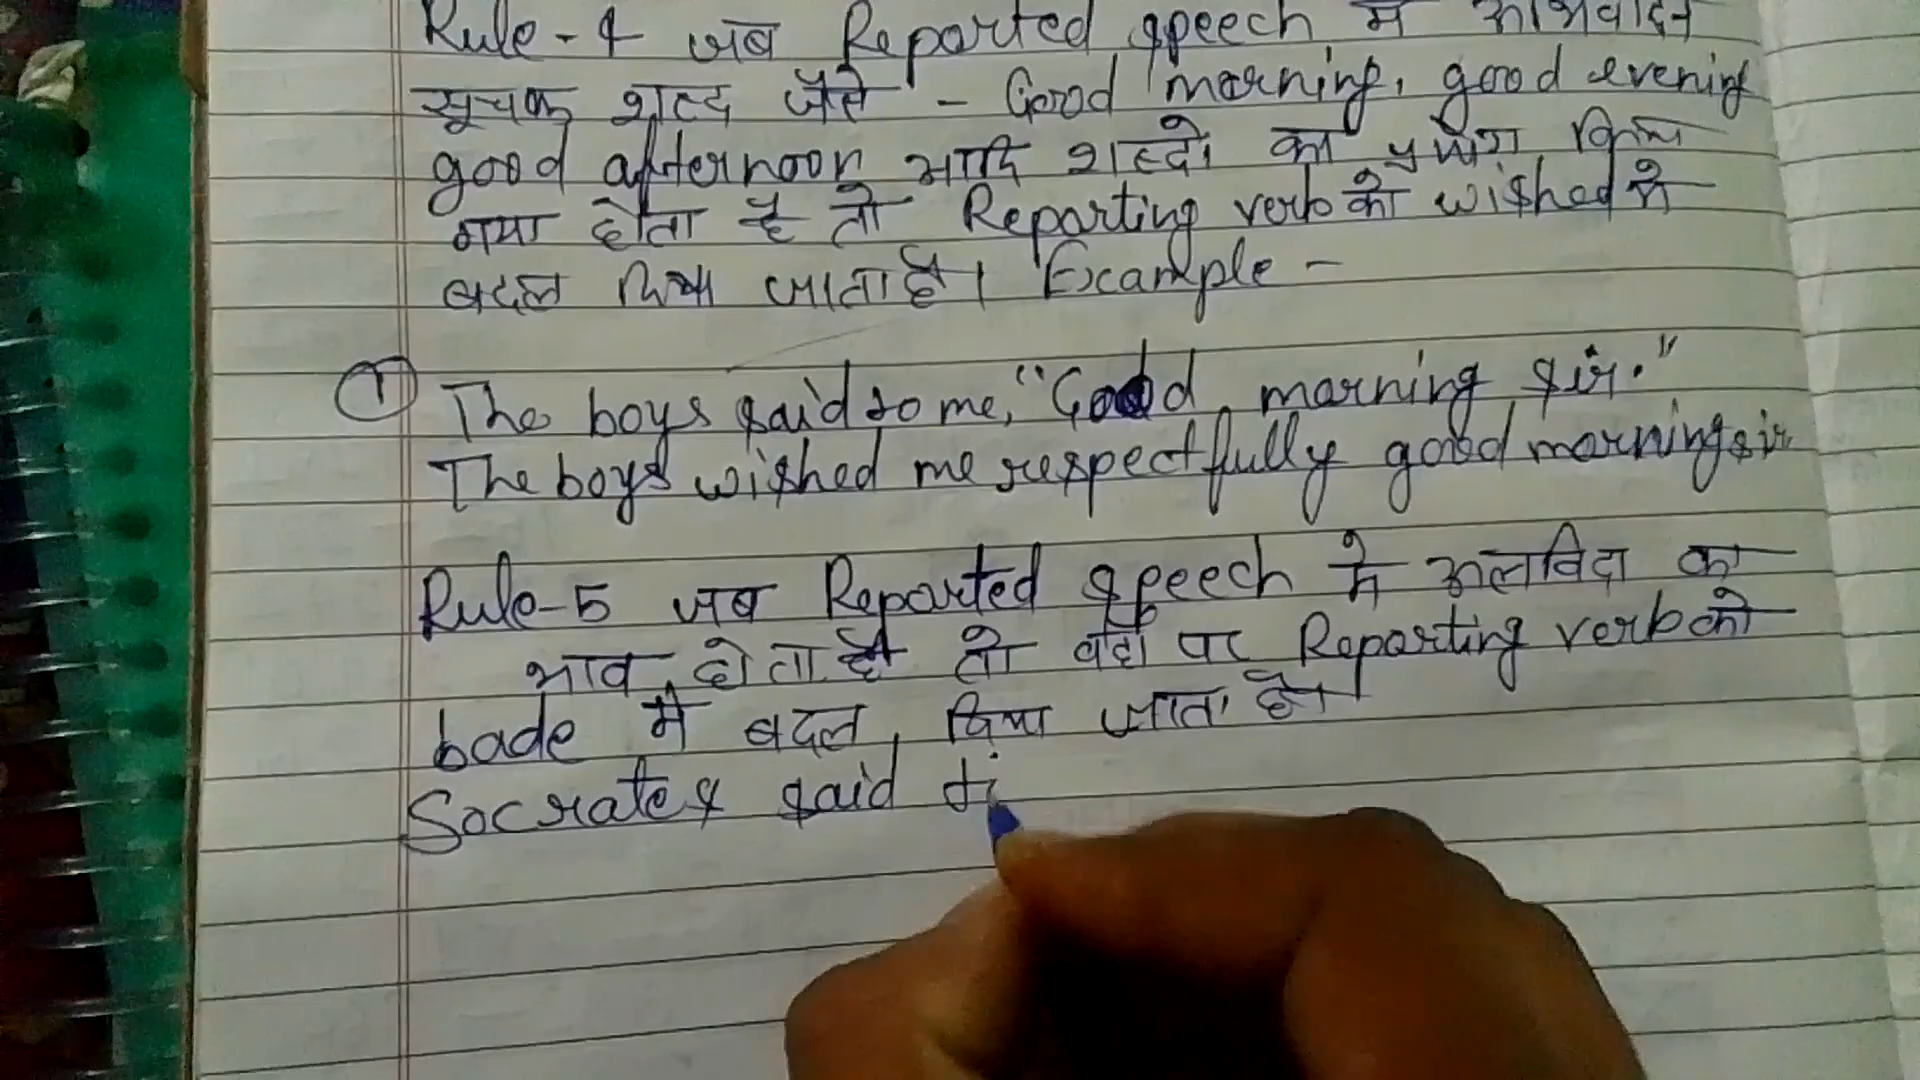 Rule-4 जब Reported speech में अभिवादन
सूचक शब्द जैसे - Good morning, good evening
good afternoon आदि शब्दो का प्रयोग किया
गया होता है तो Reporting verb को wished मे
बदल दिया जाता है। Example -
① The boys said to me, "Good morning sir."
The boys wished me respectfully good morning sir
Rule-5 जब Reported speech मे अलविदा का
भाव होता है तो वहाँ पर Reporting verb को
bade मै बदल दिया जाता है।
Socrates said